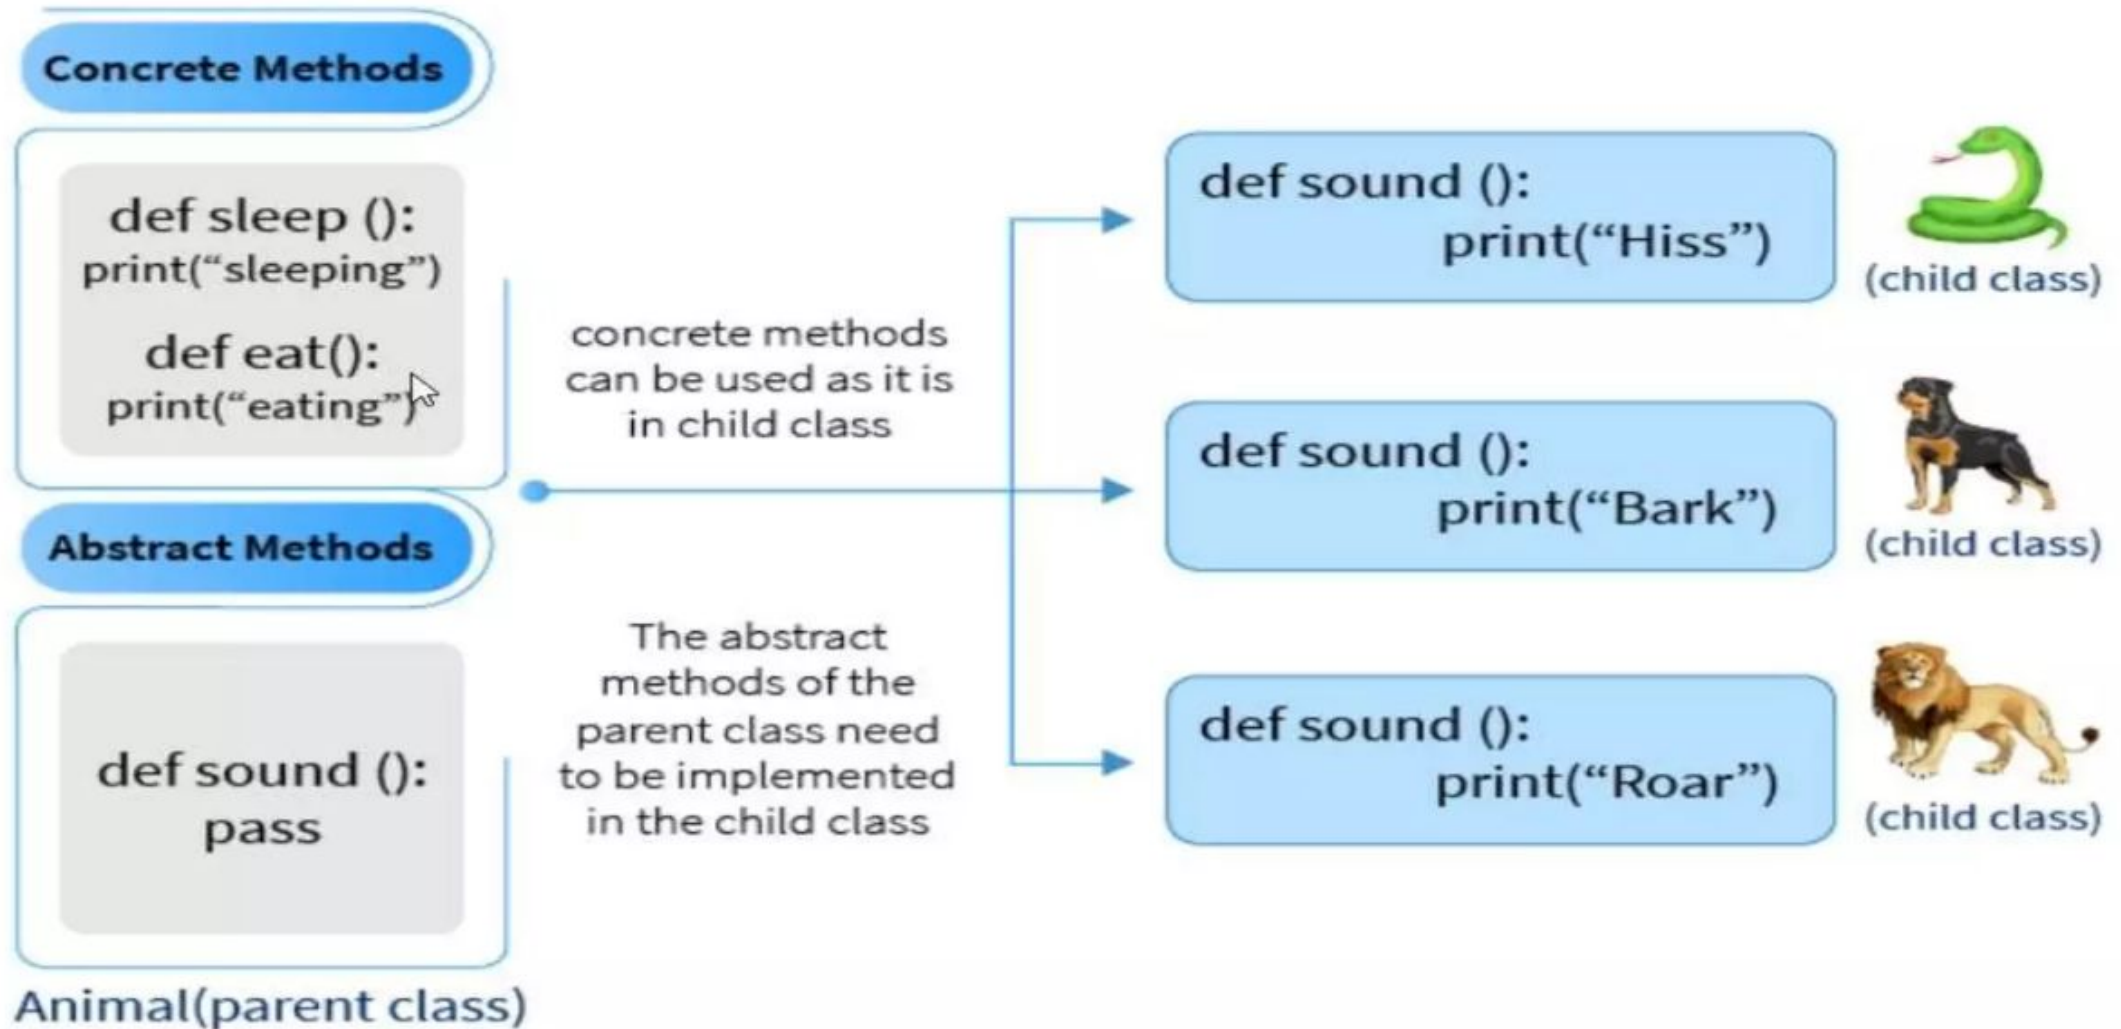 Concrete Methods
def sleep ():
print(“sleeping”)
def eat():
print(“eating”)
Abstract Methods
def sound ():
pass
Animal(parent class)
concrete methods
can be used as it is
in child class
The abstract
methods of the
parent class need
to be implemented
in the child class
def sound ():
print(“Hiss”)
(child class)
def sound ():
print(“Bark”)
(child class)
def sound ():
print(“Roar”)
(child class)